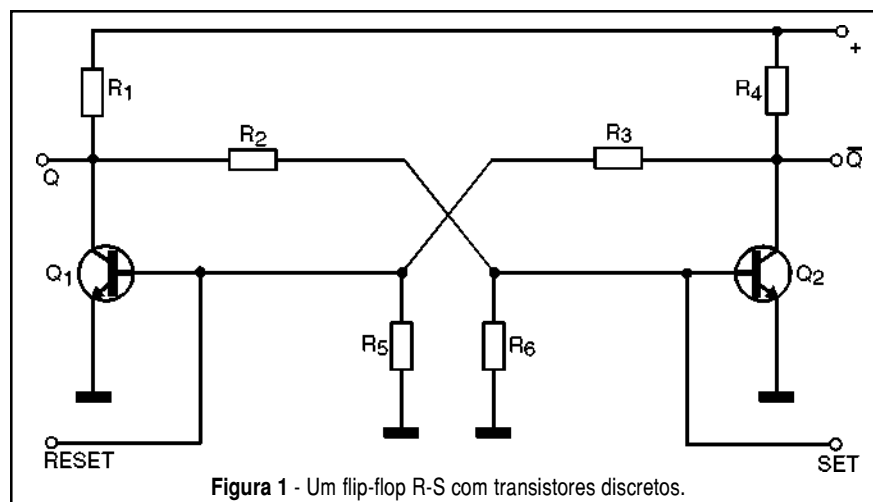 +
R1
R4
R2
R3
Q
Q̅
Q1
Q2
R5
R6
RESET
SET
Figura 1 - Um flip-flop R-S com transistores discretos.